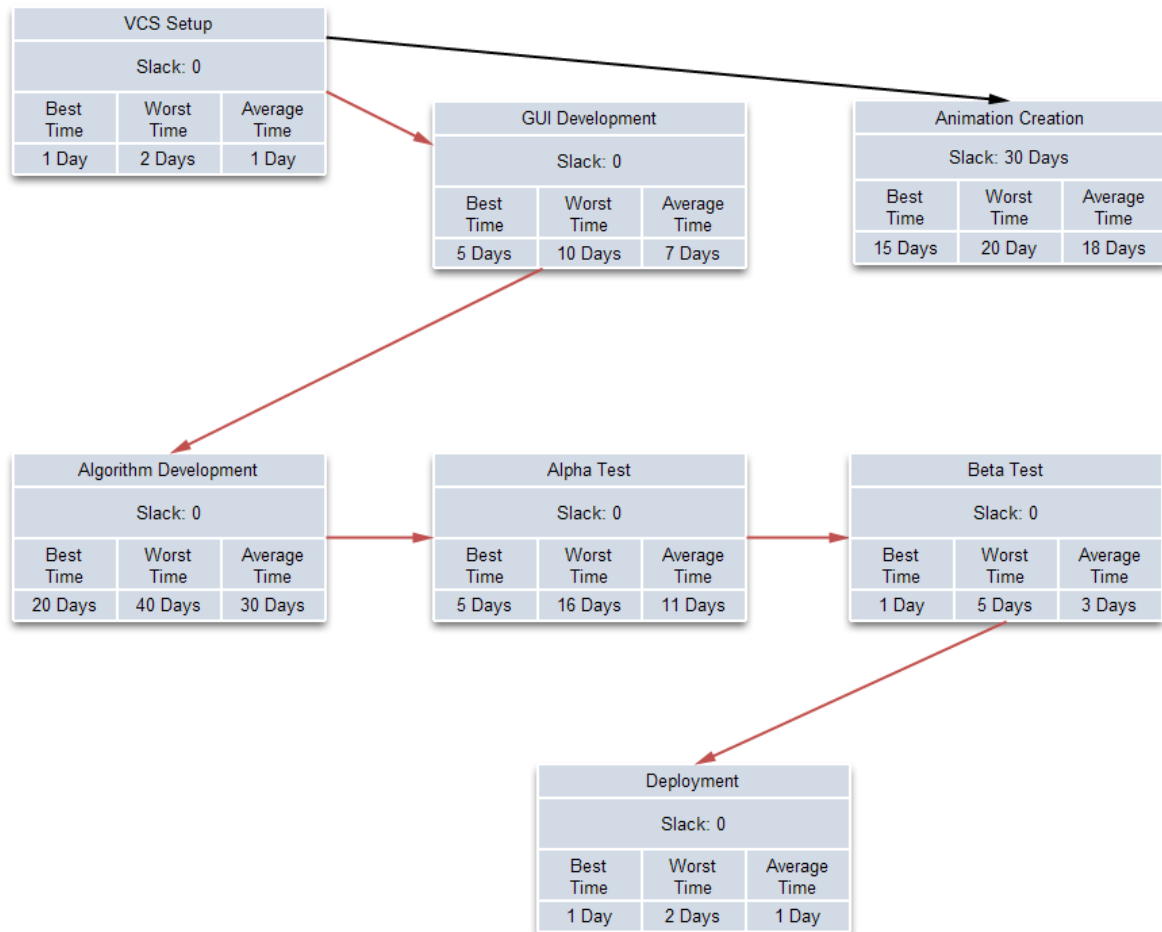 VCS Setup
Slack: 0
Best Time Worst Time Average Time
1 Day 2 Days 1 Day
GUI Development
Slack: 0
Best Time Worst Time Average Time
5 Days 10 Days 7 Days
Animation Creation
Slack: 30 Days
Best Time Worst Time Average Time
15 Days 20 Day 18 Days
Algorithm Development
Slack: 0
Best Time Worst Time Average Time
20 Days 40 Days 30 Days
Alpha Test
Slack: 0
Best Time Worst Time Average Time
5 Days 16 Days 11 Days
Beta Test
Slack: 0
Best Time Worst Time Average Time
1 Day 5 Days 3 Days
Deployment
Slack: 0
Best Time Worst Time Average Time
1 Day 2 Days 1 Day